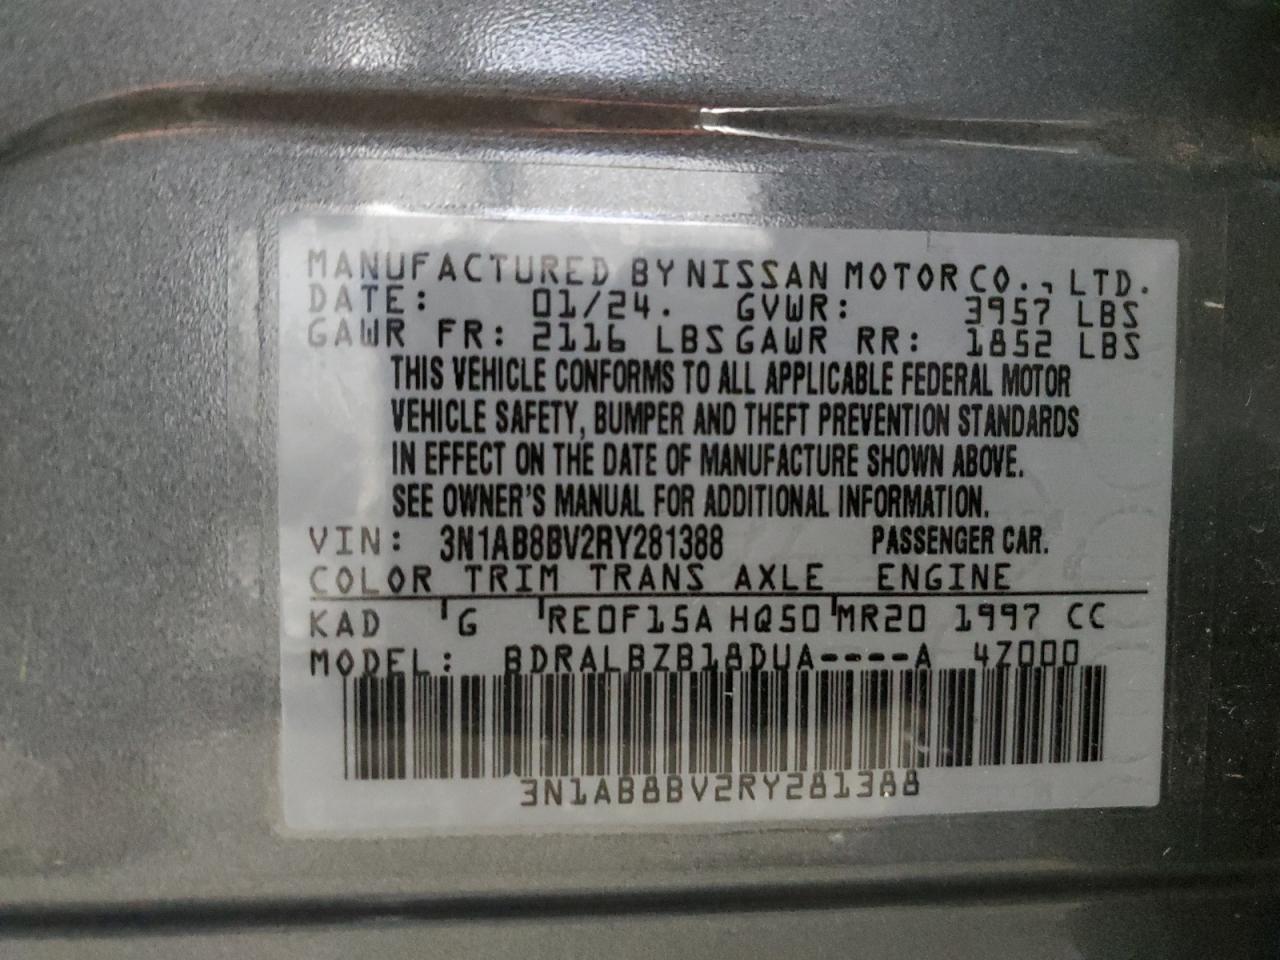 MANUFACTURED BY NISSAN MOTOR CO., LTD.
DATE: 01/24. GVWR: 3957 LBS
GAWR FR: 2116 LBS GAWR RR: 1852 LBS
THIS VEHICLE CONFORMS TO ALL APPLICABLE FEDERAL MOTOR
VEHICLE SAFETY, BUMPER AND THEFT PREVENTION STANDARDS
IN EFFECT ON THE DATE OF MANUFACTURE SHOWN ABOVE.
SEE OWNER'S MANUAL FOR ADDITIONAL INFORMATION.
VIN: 3N1AB8BV2RY281388 PASSENGER CAR.
COLOR TRIM TRANS AXLE ENGINE
KAD G RE0F15A HQ50 MR20 1997 CC
MODEL: BDRALBZB18DUA----A 4Z000
3N1AB8BV2RY281388